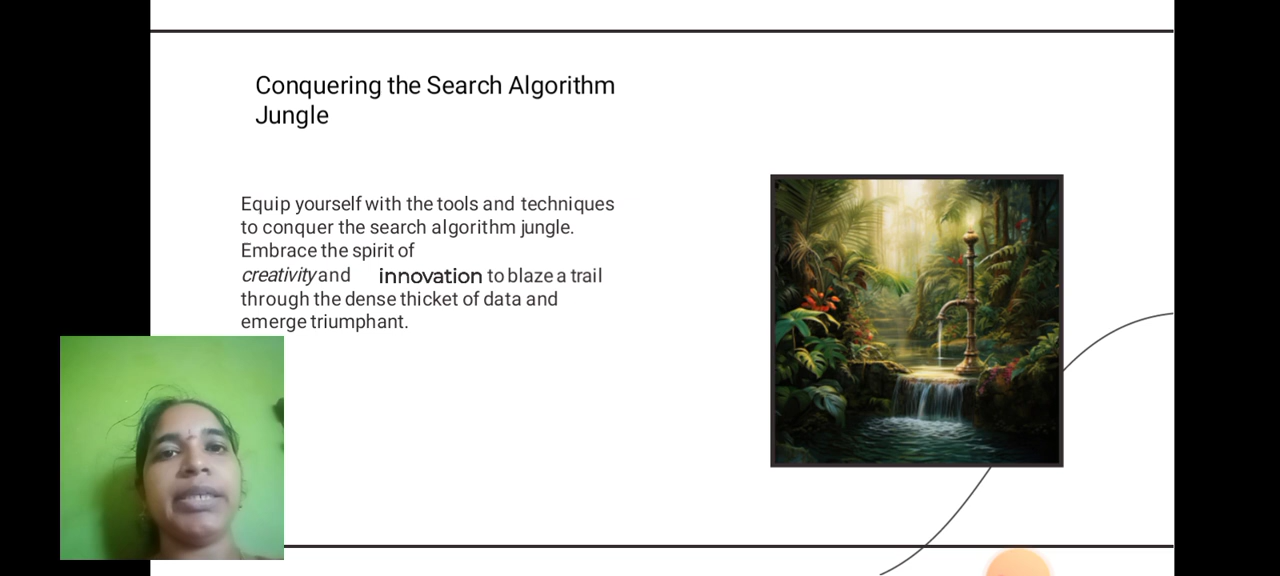 Conquering the Search Algorithm
Jungle
Equip yourself with the tools and techniques
to conquer the search algorithm jungle.
Embrace the spirit of
creativity and innovation to blaze a trail
through the dense thicket of data and
emerge triumphant.